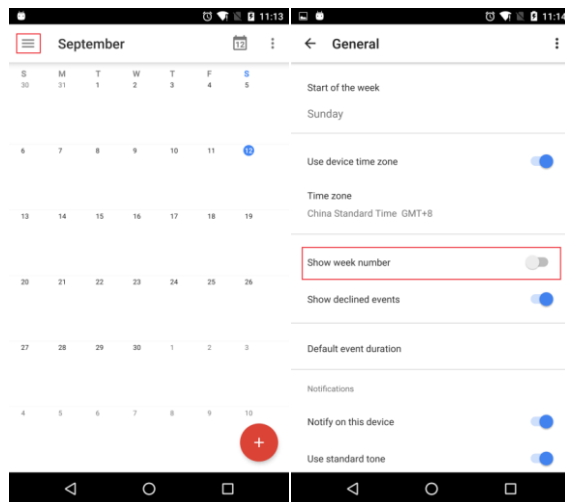 11:13
September
12
S M T W T F S
30 31 1 2 3 4 5
6 7 8 9 10 11 12
13 14 15 16 17 18 19
20 21 22 23 24 25 26
27 28 29 30 1 2 3
4 5 6 7 8 9 10
+
11:14
General
Start of the week
Sunday
Use device time zone
Time zone
China Standard Time GMT+8
Show week number
Show declined events
Default event duration
Notifications
Notify on this device
Use standard tone